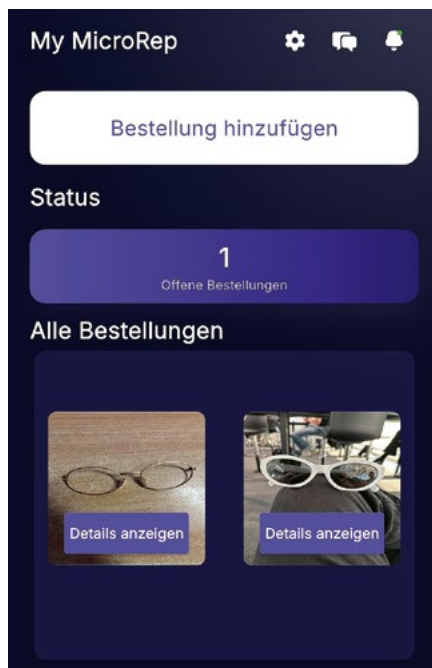 My MicroRep
Bestellung hinzufügen
Status
1
Offene Bestellungen
Alle Bestellungen
Details anzeigen
Details anzeigen